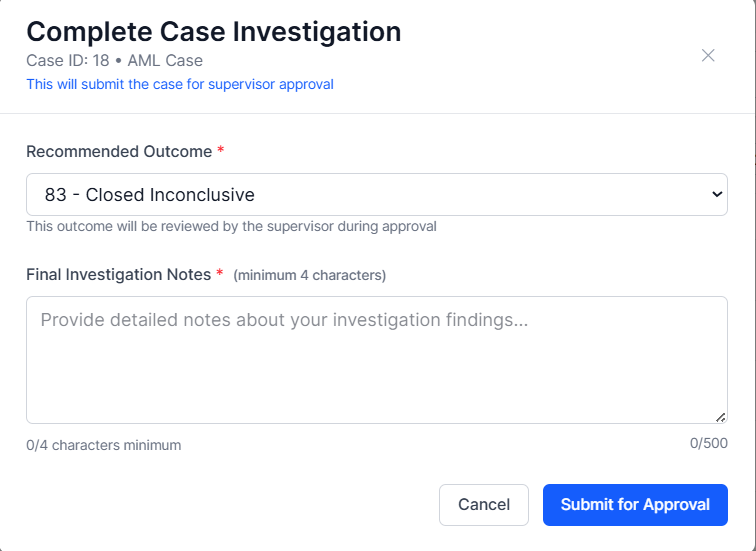 Complete Case Investigation
Case ID: 18 • AML Case
This will submit the case for supervisor approval
Recommended Outcome *
83 - Closed Inconclusive
This outcome will be reviewed by the supervisor during approval
Final Investigation Notes * (minimum 4 characters)
Provide detailed notes about your investigation findings...
0/4 characters minimum
0/500
Cancel
Submit for Approval